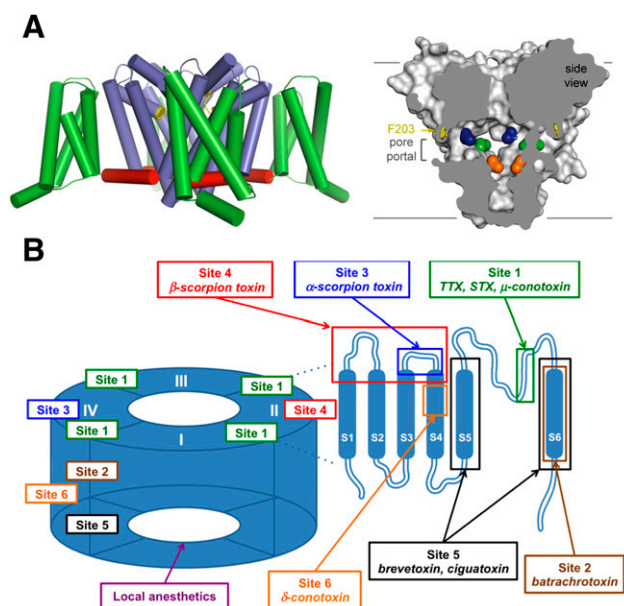 A
side
view
F203
pore
portal
B
Site 4
β-scorpion toxin
Site 3
α-scorpion toxin
Site 1
TTX, STX, μ-conotoxin
Site 1
III
Site 1
Site 3
IV
II
Site 4
Site 1
I
Site 1
Site 2
Site 6
Site 5
S1
S2
S3
S4
S5
S6
Local anesthetics
Site 6
δ-conotoxin
Site 5
brevetoxin, ciguatoxin
Site 2
batrachotoxin